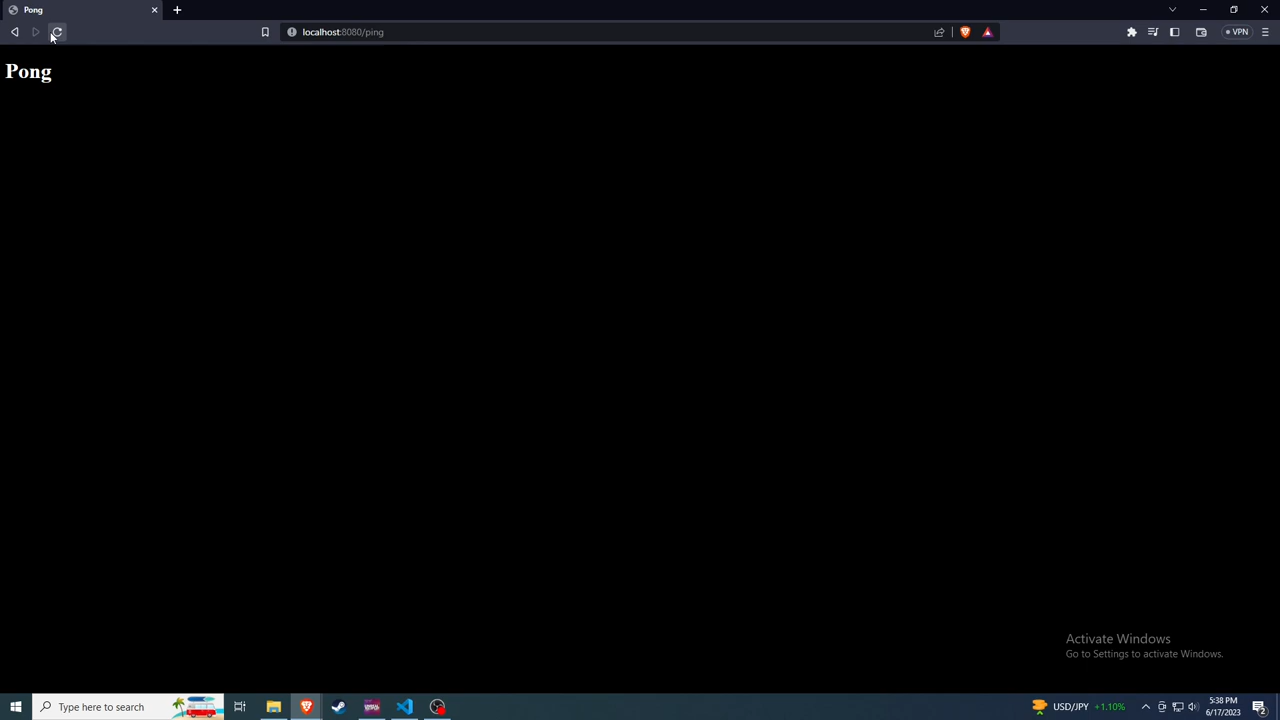 Pong
localhost:8080/ping
VPN
Pong
Activate Windows
Go to Settings to activate Windows.
Type here to search
USD/JPY +1.10%
5:38 PM
6/17/2023
2